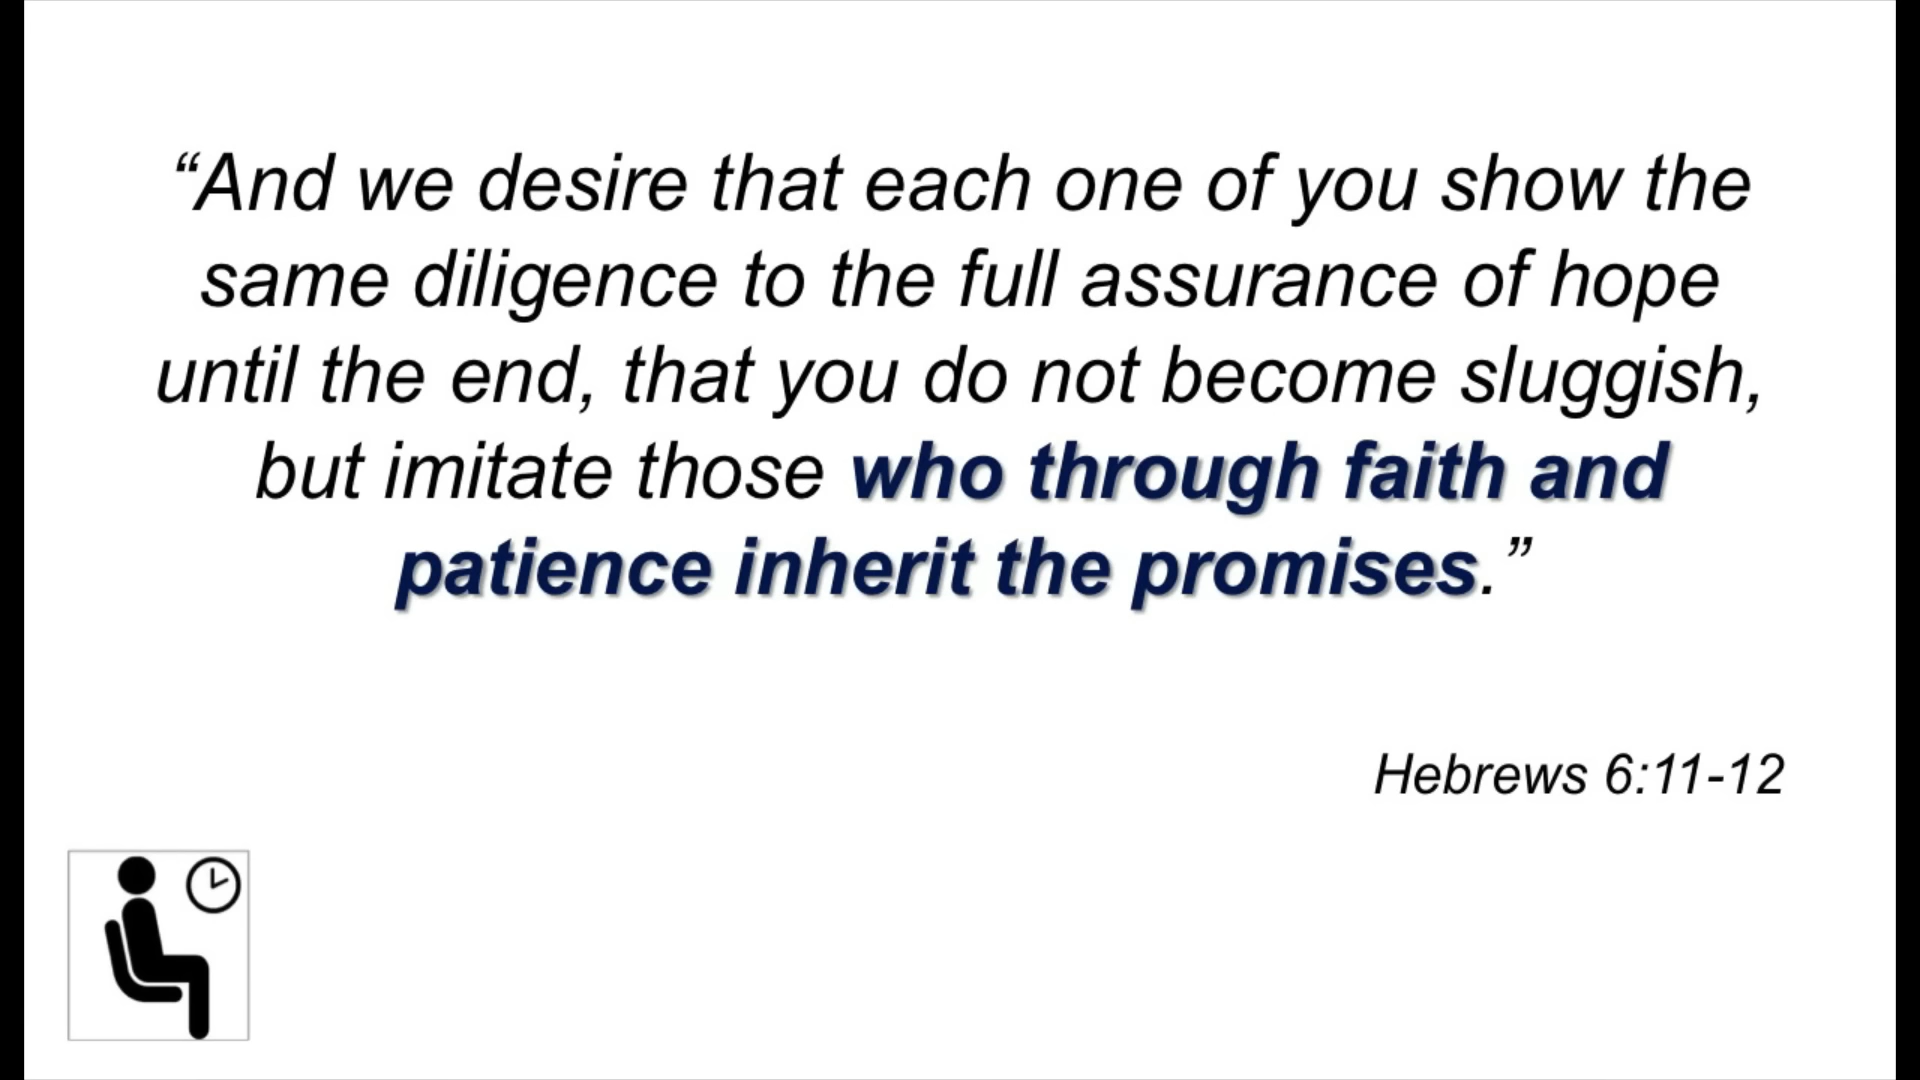 “And we desire that each one of you show the
same diligence to the full assurance of hope
until the end, that you do not become sluggish,
but imitate those who through faith and
patience inherit the promises.”
Hebrews 6:11-12